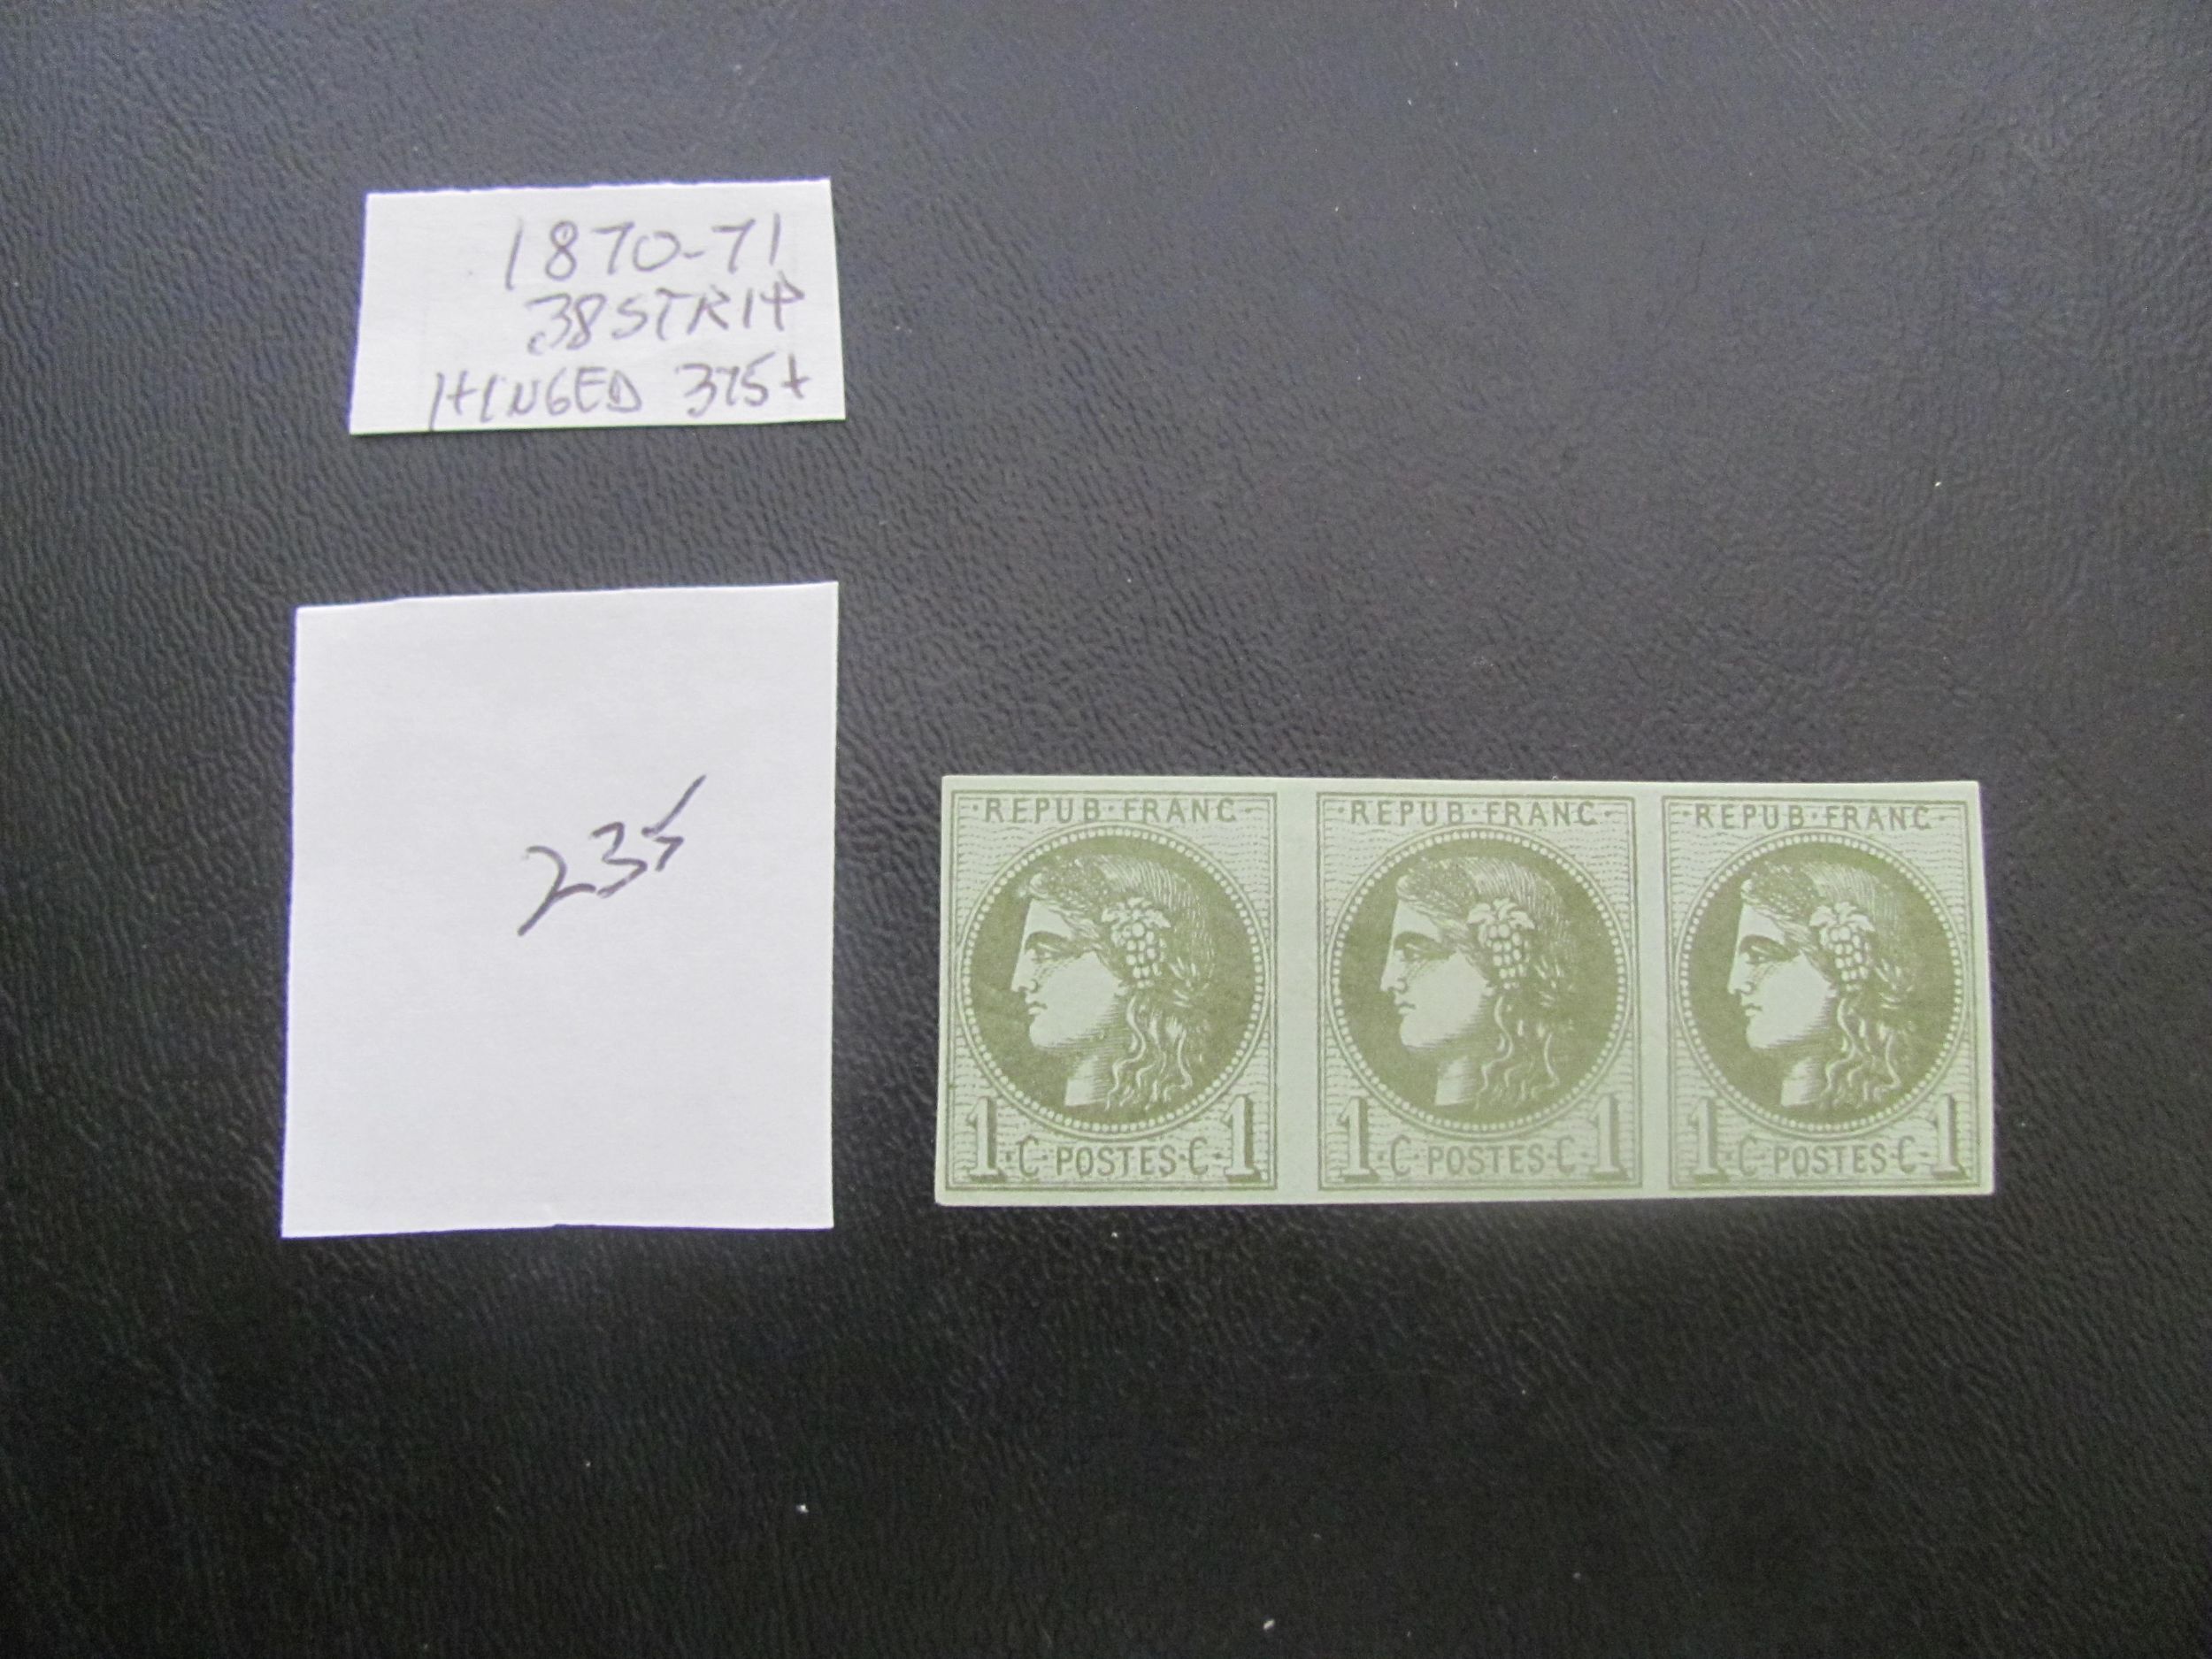 1870-71
38 STRIP
HINGED 375+
235
·REPUB·FRANC·
1·C·POSTES·C·1
·REPUB·FRANC·
1·C·POSTES·C·1
·REPUB·FRANC·
1·C·POSTES·C·1